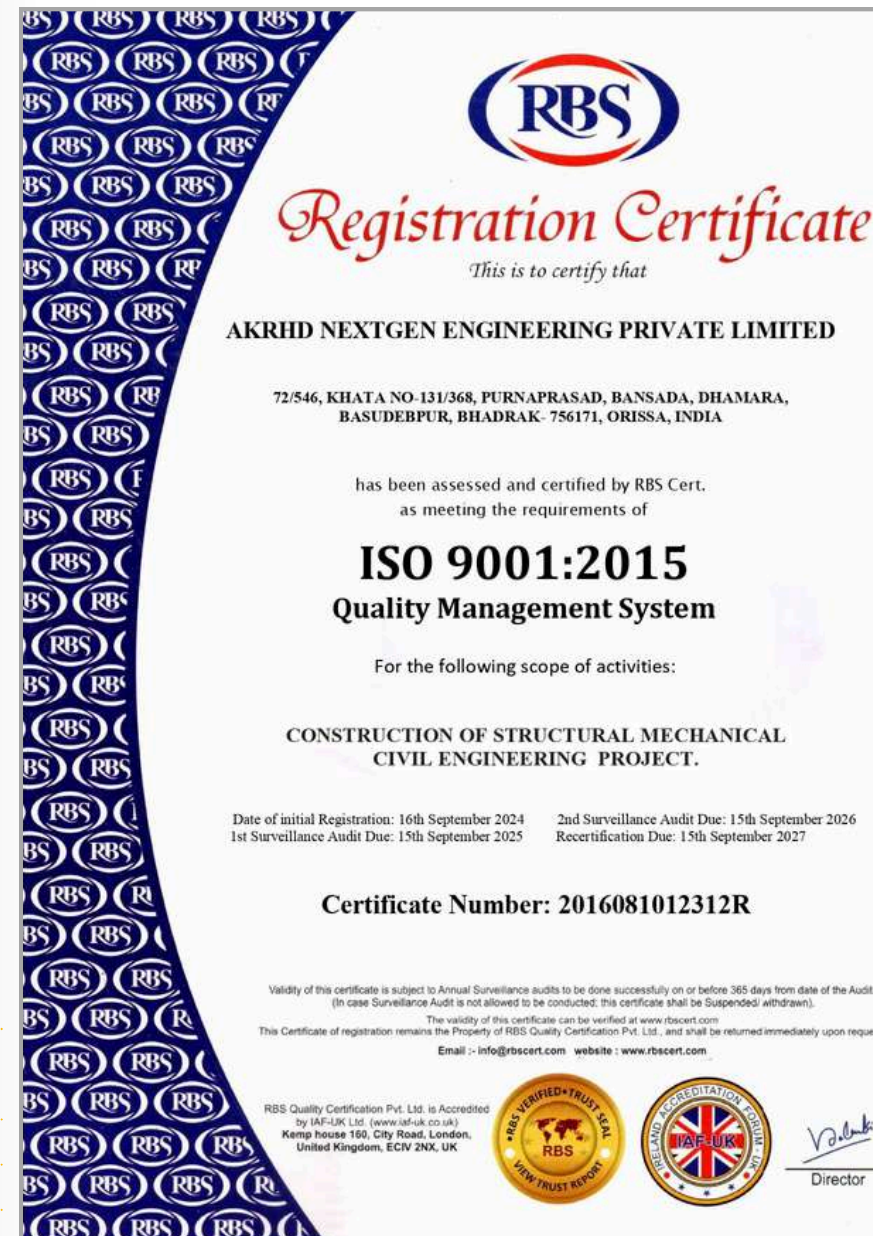 RBS
Registration Certificate
This is to certify that
AKRHD NEXTGEN ENGINEERING PRIVATE LIMITED
72/546, KHATA NO-131/368, PURNAPRASAD, BANSADA, DHAMARA,
BASUDEBPUR, BHADRAK- 756171, ORISSA, INDIA
has been assessed and certified by RBS Cert.
as meeting the requirements of
ISO 9001:2015
Quality Management System
For the following scope of activities:
CONSTRUCTION OF STRUCTURAL MECHANICAL
CIVIL ENGINEERING PROJECT.
Date of initial Registration: 16th September 2024 2nd Surveillance Audit Due: 15th September 2026
1st Surveillance Audit Due: 15th September 2025 Recertification Due: 15th September 2027
Certificate Number: 2016081012312R
Validity of this certificate is subject to Annual Surveillance audits to be done successfully on or before 365 days from date of the Audit
(In case Surveillance Audit is not allowed to be conducted; this certificate shall be Suspended/ withdrawn).
The validity of this certificate can be verified at www.rbscert.com
This Certificate of registration remains the Property of RBS Quality Certification Pvt. Ltd., and shall be returned immediately upon
Email :- info@rbscert.com website : www.rbscert.com
RBS Quality Certification Pvt. Ltd. is Accredited
by IAF-UK Ltd. (www.iaf-uk.co.uk)
Kemp house 160, City Road, London,
United Kingdom, ECIV 2NX, UK
RBS VERIFIED TRUST SEAL
RBS
VIEW TRUST REPORT
IRELAND ACCREDITATION FORUM - UK
IAF-UK
Director